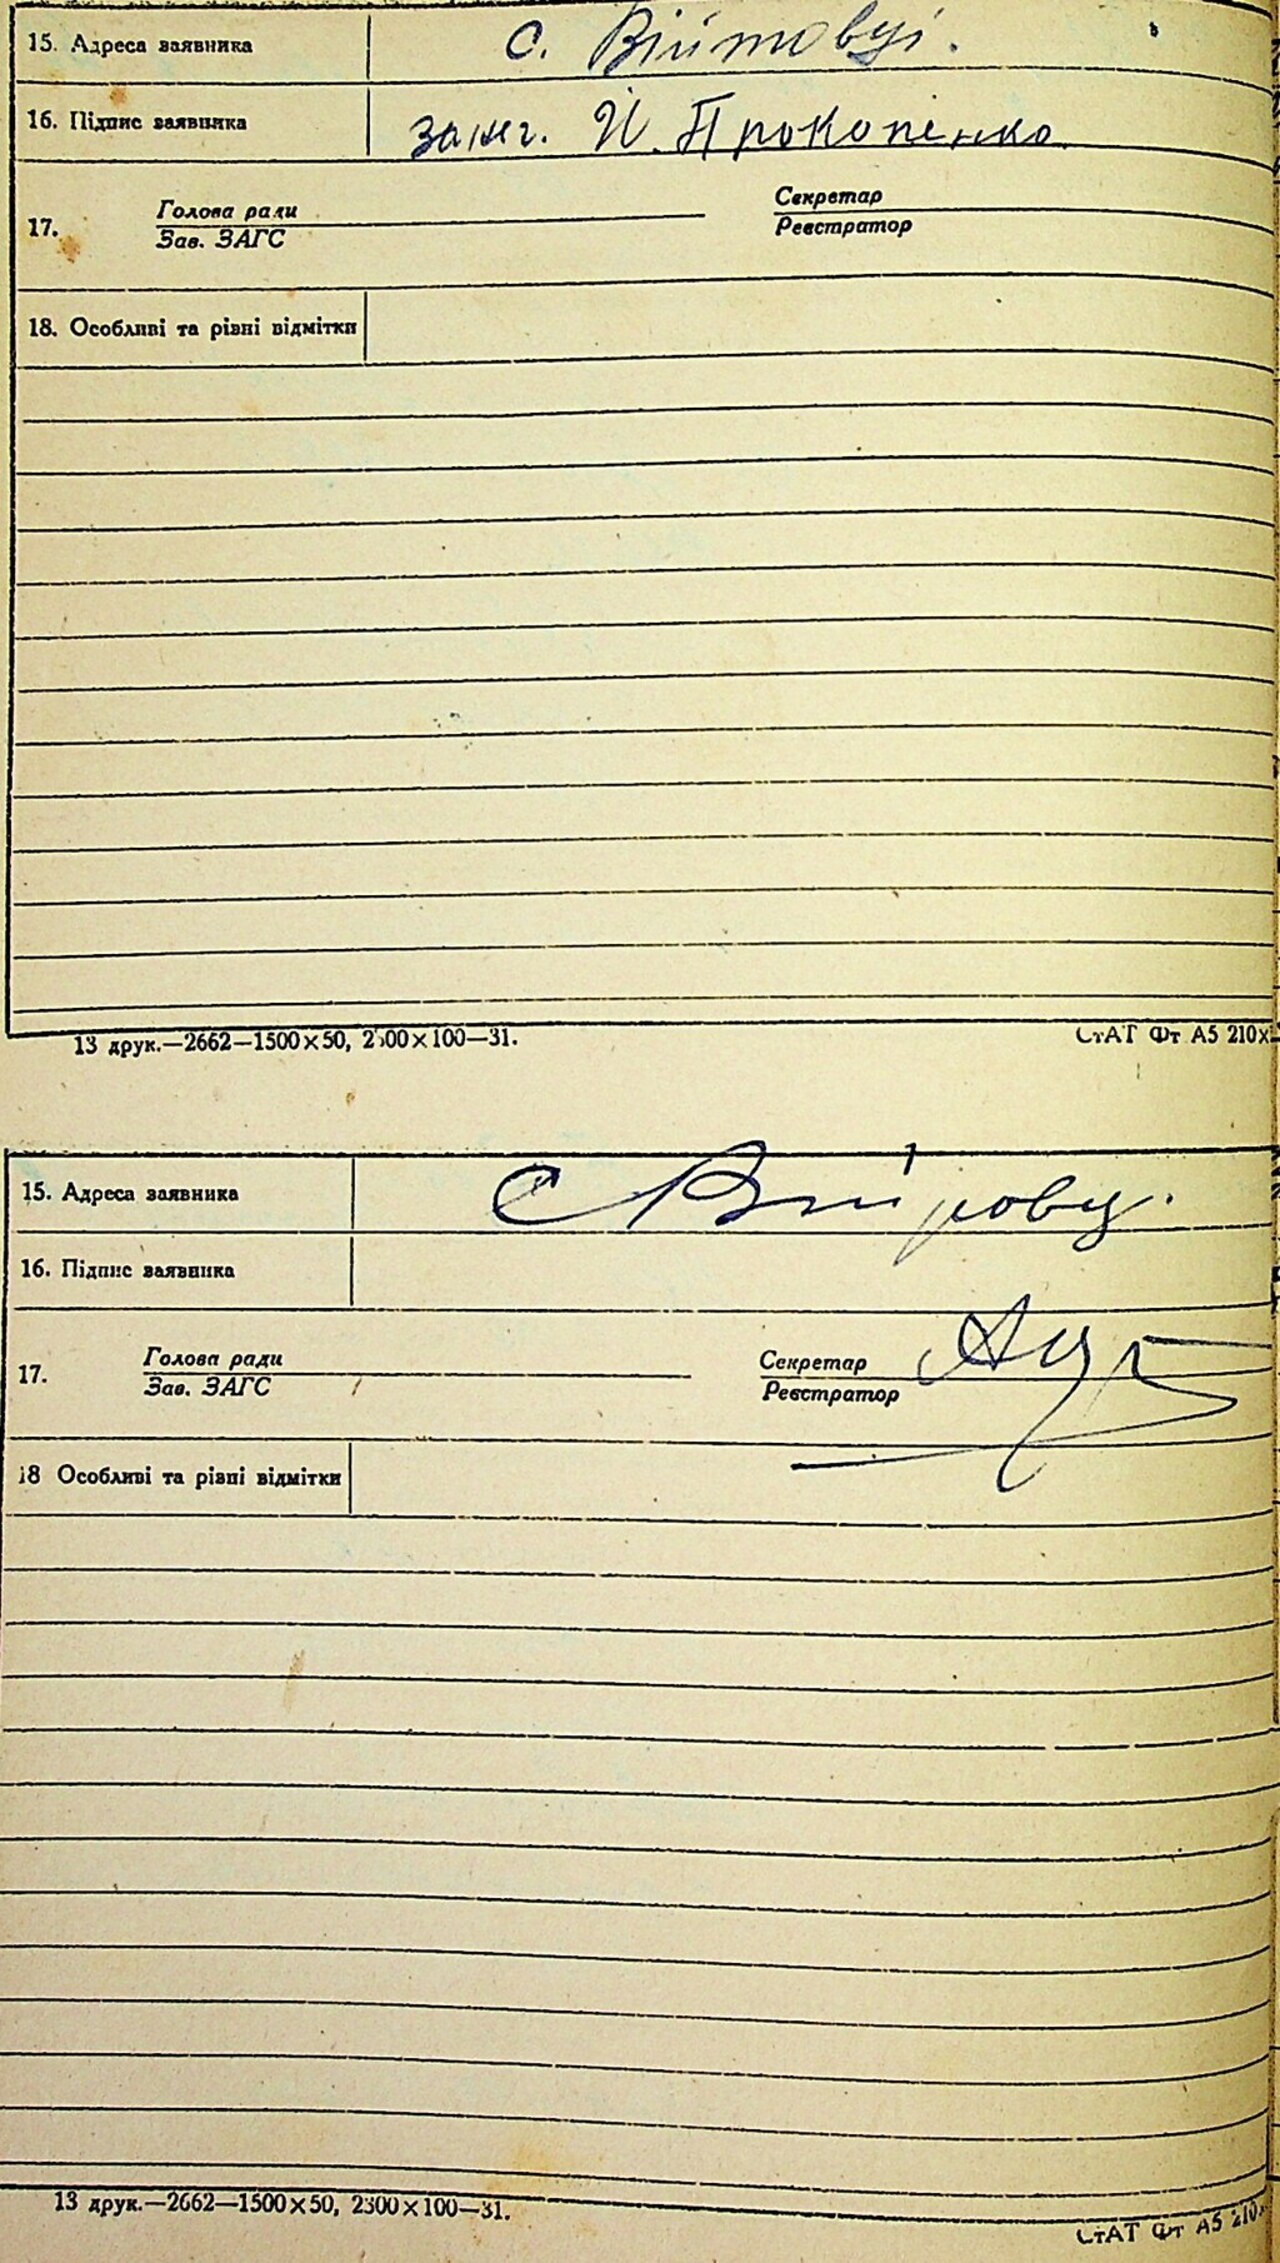 15. Адреса заявника с. Війтовці.
16. Підпис заявника Й. Прокопенко
17. Голова ради Секретар
Зав. ЗАГС Реєстратор
18. Особливі та рівні відмітки
13 друк.—2662—1500×50, 2500×100—31. СтАТ Фт А5 210х
15. Адреса заявника с
16. Підпис заявника
17. Голова ради Секретар
Зав. ЗАГС Реєстратор
18 Особливі та рівні відмітки
13 друк.—2662—1500×50, 2300×100—31. СтАТ Фт А5 210х